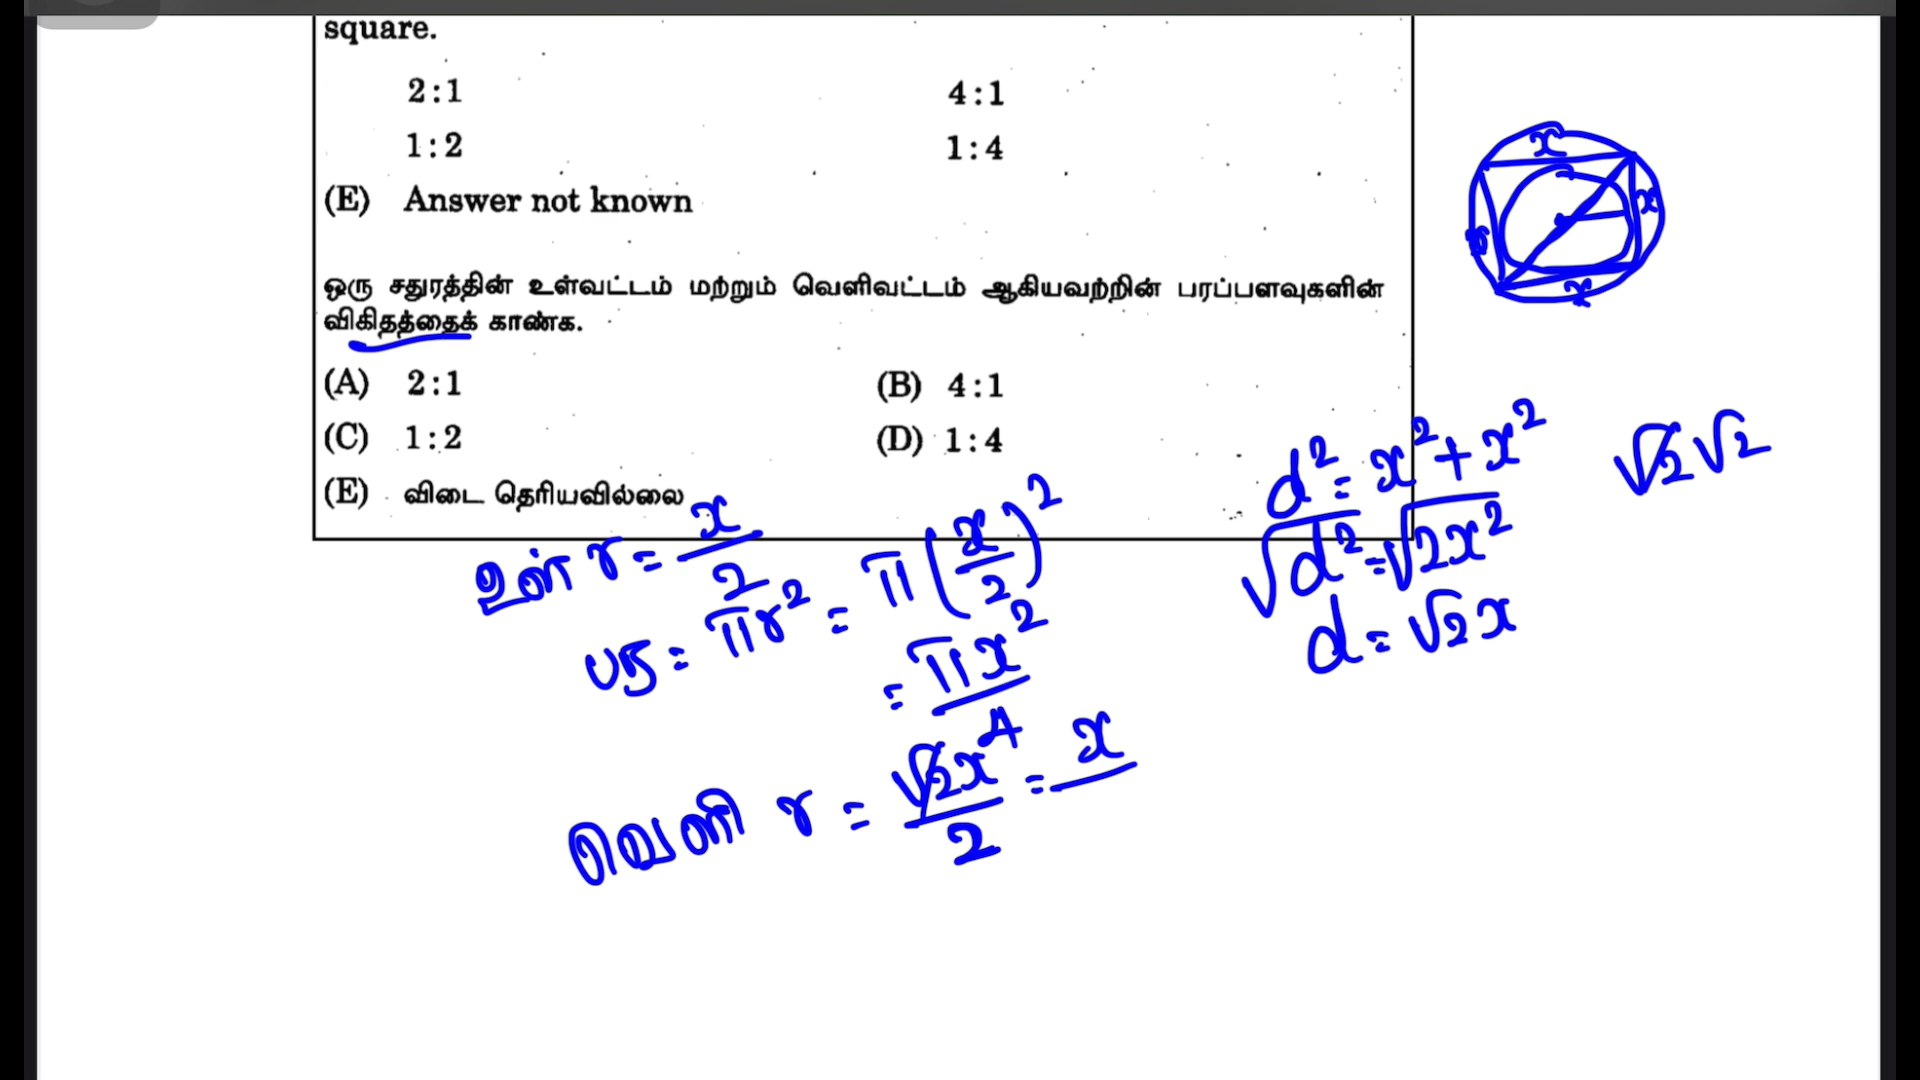 square.
2 : 1 4 : 1
1 : 2 1 : 4
(E) Answer not known
ஒரு சதுரத்தின் உள்வட்டம் மற்றும் வெளிவட்டம் ஆகியவற்றின் பரப்பளவுகளின்
விகிதத்தைக் காண்க.
(A) 2 : 1 (B) 4 : 1
(C) 1 : 2 (D) 1 : 4
(E) விடை தெரியவில்லை
x
x
x
d² = x² + x²
√2 √2
√d² = √2x²
d = √2 x
உள் r = x/2
பர = πr² = π(x/2)²
= πx²/4
வெளி r = √2x/2 = x